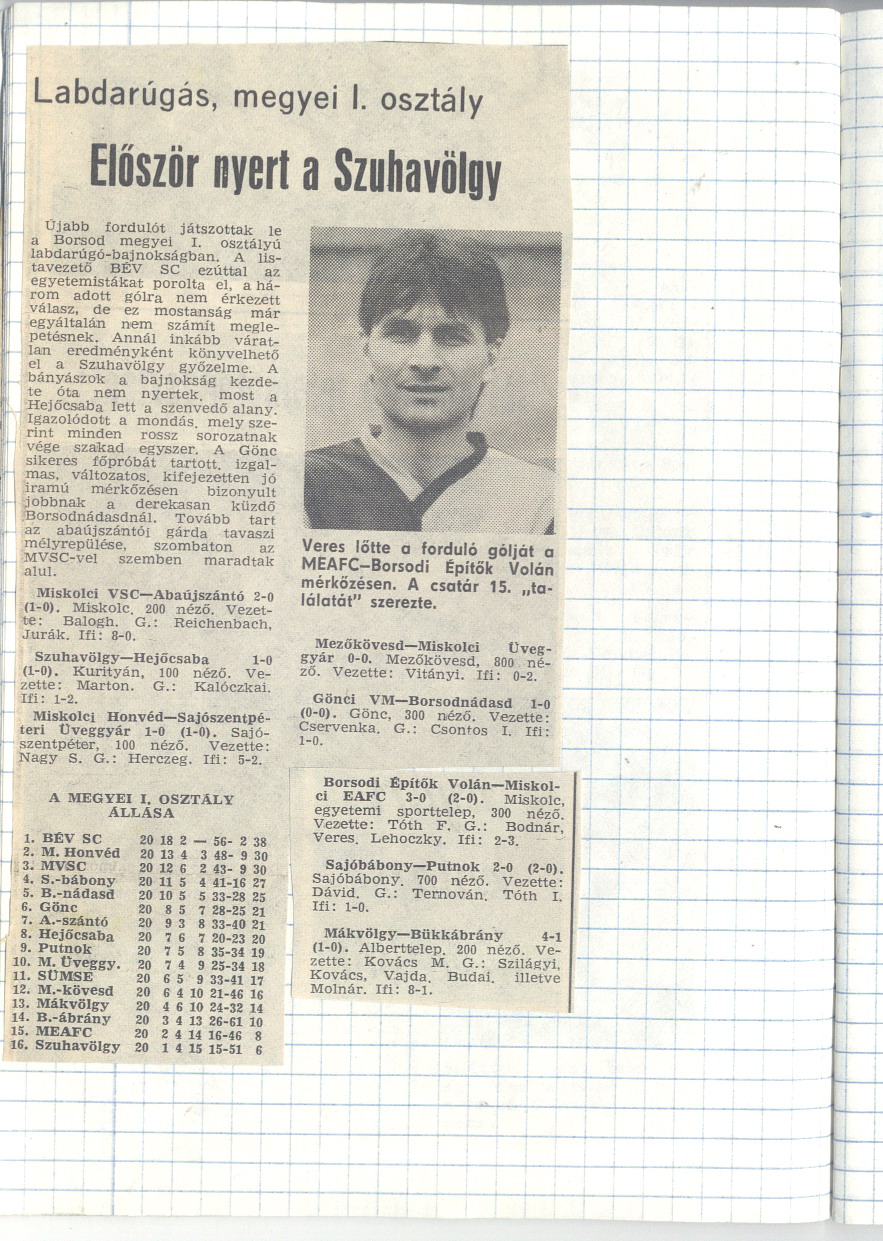 Labdarúgás, megyei I. osztály
Először nyert a Szuhavölgy
Újabb fordulót játszottak le
a Borsod megyei I. osztályú
labdarúgó-bajnokságban. A lis-
tavezető BÉV SC ezúttal az
egyetemistákat porolta el, a há-
rom adott gólra nem érkezett
válasz, de ez mostanság már
egyáltalán nem számít megle-
petésnek. Annál inkább várat-
lan eredményként könyvelhető
el a Szuhavölgy győzelme. A
bányászok a bajnokság kezde-
te óta nem nyertek, most a
Hejőcsaba lett a szenvedő alany.
Igazolódott a mondás, mely sze-
rint minden rossz sorozatnak
vége szakad egyszer. A Gönc
sikeres főpróbát tartott, izgal-
mas, változatos, kifejezetten jó
iramú mérkőzésen bizonyult
jobbnak a derekasan küzdő
Borsodnádasdnál. Tovább tart
az abaújszántói gárda tavaszi
mélyrepülése, szombaton az
MVSC-vel szemben maradtak
alul.
Miskolci VSC—Abaújszántó 2-0
(1-0). Miskolc, 200 néző. Vezet-
te: Balogh. G.: Reichenbach,
Jurák. Ifi: 8-0.
Szuhavölgy—Hejőcsaba 1-0
(1-0). Kurityán, 100 néző. Ve-
zette: Marton. G.: Kalóczkai.
Ifi: 1-2.
Miskolci Honvéd—Sajószentpé-
teri Üveggyár 1-0 (1-0). Sajó-
szentpéter, 100 néző. Vezette:
Nagy S. G.: Herczeg. Ifi: 5-2.
A MEGYEI I. OSZTÁLY
ÁLLÁSA
1. BÉV SC 20 18 2 — 56- 2 38
2. M. Honvéd 20 13 4 3 48- 9 30
3. MVSC 20 12 6 2 43- 9 30
4. S.-bábony 20 11 5 4 41-16 27
5. B.-nádasd 20 10 5 5 33-28 25
6. Gönc 20 8 5 7 28-25 21
7. A.-szántó 20 9 3 8 33-40 21
8. Hejőcsaba 20 7 6 7 20-23 20
9. Putnok 20 7 5 8 35-34 19
10. M. Üveggy. 20 7 4 9 25-34 18
11. SÜMSE 20 6 5 9 33-41 17
12. M.-kövesd 20 6 4 10 21-46 16
13. Mákvölgy 20 4 6 10 24-32 14
14. B.-ábrány 20 3 4 13 26-61 10
15. MEAFC 20 2 4 14 16-46 8
16. Szuhavölgy 20 1 4 15 15-51 6
Veres lőtte a forduló gólját a
MEAFC–Borsodi Építők Volán
mérkőzésen. A csatár 15. „ta-
lálatát" szerezte.
Mezőkövesd—Miskolci Üveg-
gyár 0-0. Mezőkövesd, 800 né-
ző. Vezette: Vitányi. Ifi: 0-2.
Gönci VM—Borsodnádasd 1-0
(0-0). Gönc, 300 néző. Vezette:
Cservenka. G.: Csontos I. Ifi:
1-0.
Borsodi Építők Volán—Miskol-
ci EAFC 3-0 (2-0). Miskolc,
egyetemi sporttelep, 300 néző.
Vezette: Tóth F. G.: Bodnár,
Veres, Lehoczky. Ifi: 2-3.
Sajóbábony—Putnok 2-0 (2-0).
Sajóbábony. 700 néző. Vezette:
Dávid. G.: Ternován, Tóth I.
Ifi: 1-0.
Mákvölgy—Bükkábrány 4-1
(1-0). Alberttelep, 200 néző. Ve-
zette: Kovács M. G.: Szilágyi,
Kovács, Vajda, Budai, illetve
Molnár. Ifi: 8-1.